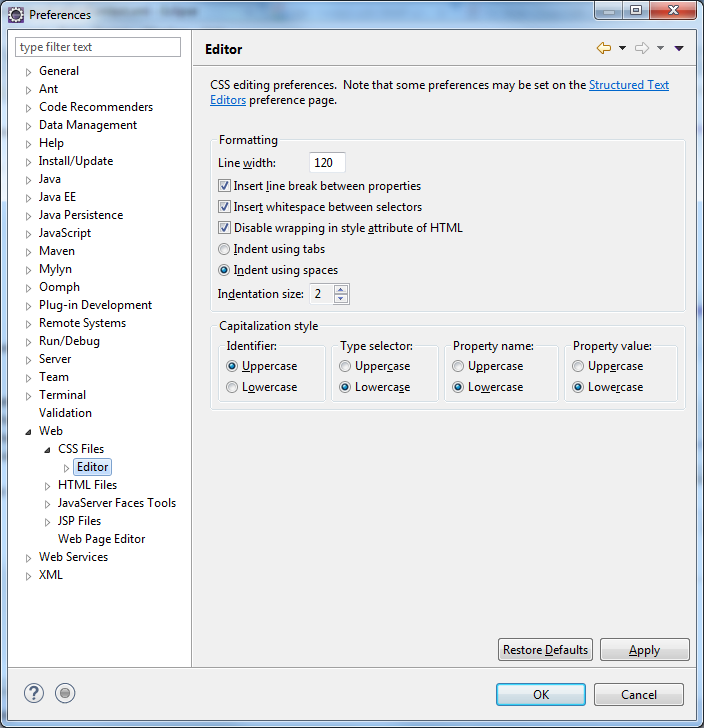 Preferences
type filter text
General
Ant
Code Recommenders
Data Management
Help
Install/Update
Java
Java EE
Java Persistence
JavaScript
Maven
Mylyn
Oomph
Plug-in Development
Remote Systems
Run/Debug
Server
Team
Terminal
Validation
Web
CSS Files
Editor
HTML Files
JavaServer Faces Tools
JSP Files
Web Page Editor
Web Services
XML
Editor
CSS editing preferences. Note that some preferences may be set on the Structured Text
Editors preference page.
Formatting
Line width: 120
Insert line break between properties
Insert whitespace between selectors
Disable wrapping in style attribute of HTML
Indent using tabs
Indent using spaces
Indentation size: 2
Capitalization style
Identifier: Type selector: Property name: Property value:
Uppercase Uppercase Uppercase Uppercase
Lowercase Lowercase Lowercase Lowercase
Restore Defaults Apply
? OK Cancel